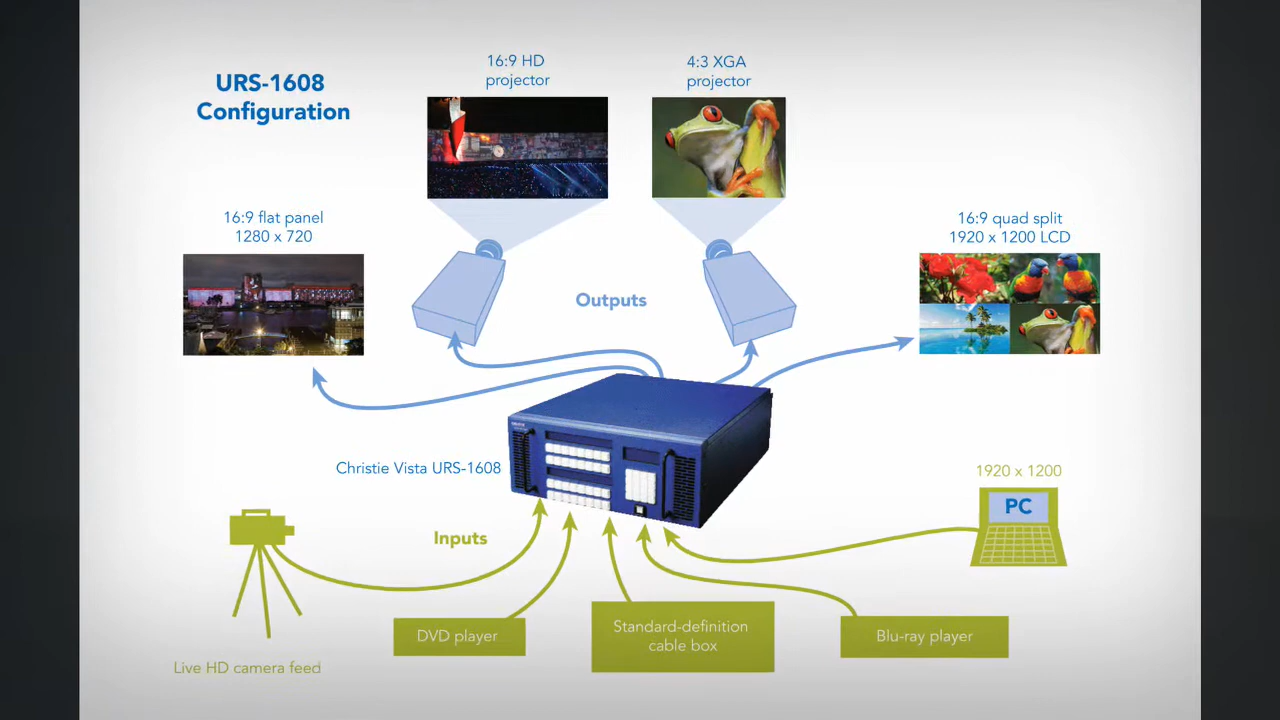 URS-1608
Configuration
16:9 HD
projector
4:3 XGA
projector
16:9 flat panel
1280 x 720
16:9 quad split
1920 x 1200 LCD
Outputs
Christie Vista URS-1608
1920 x 1200
PC
Inputs
DVD player
Standard-definition
cable box
Blu-ray player
Live HD camera feed